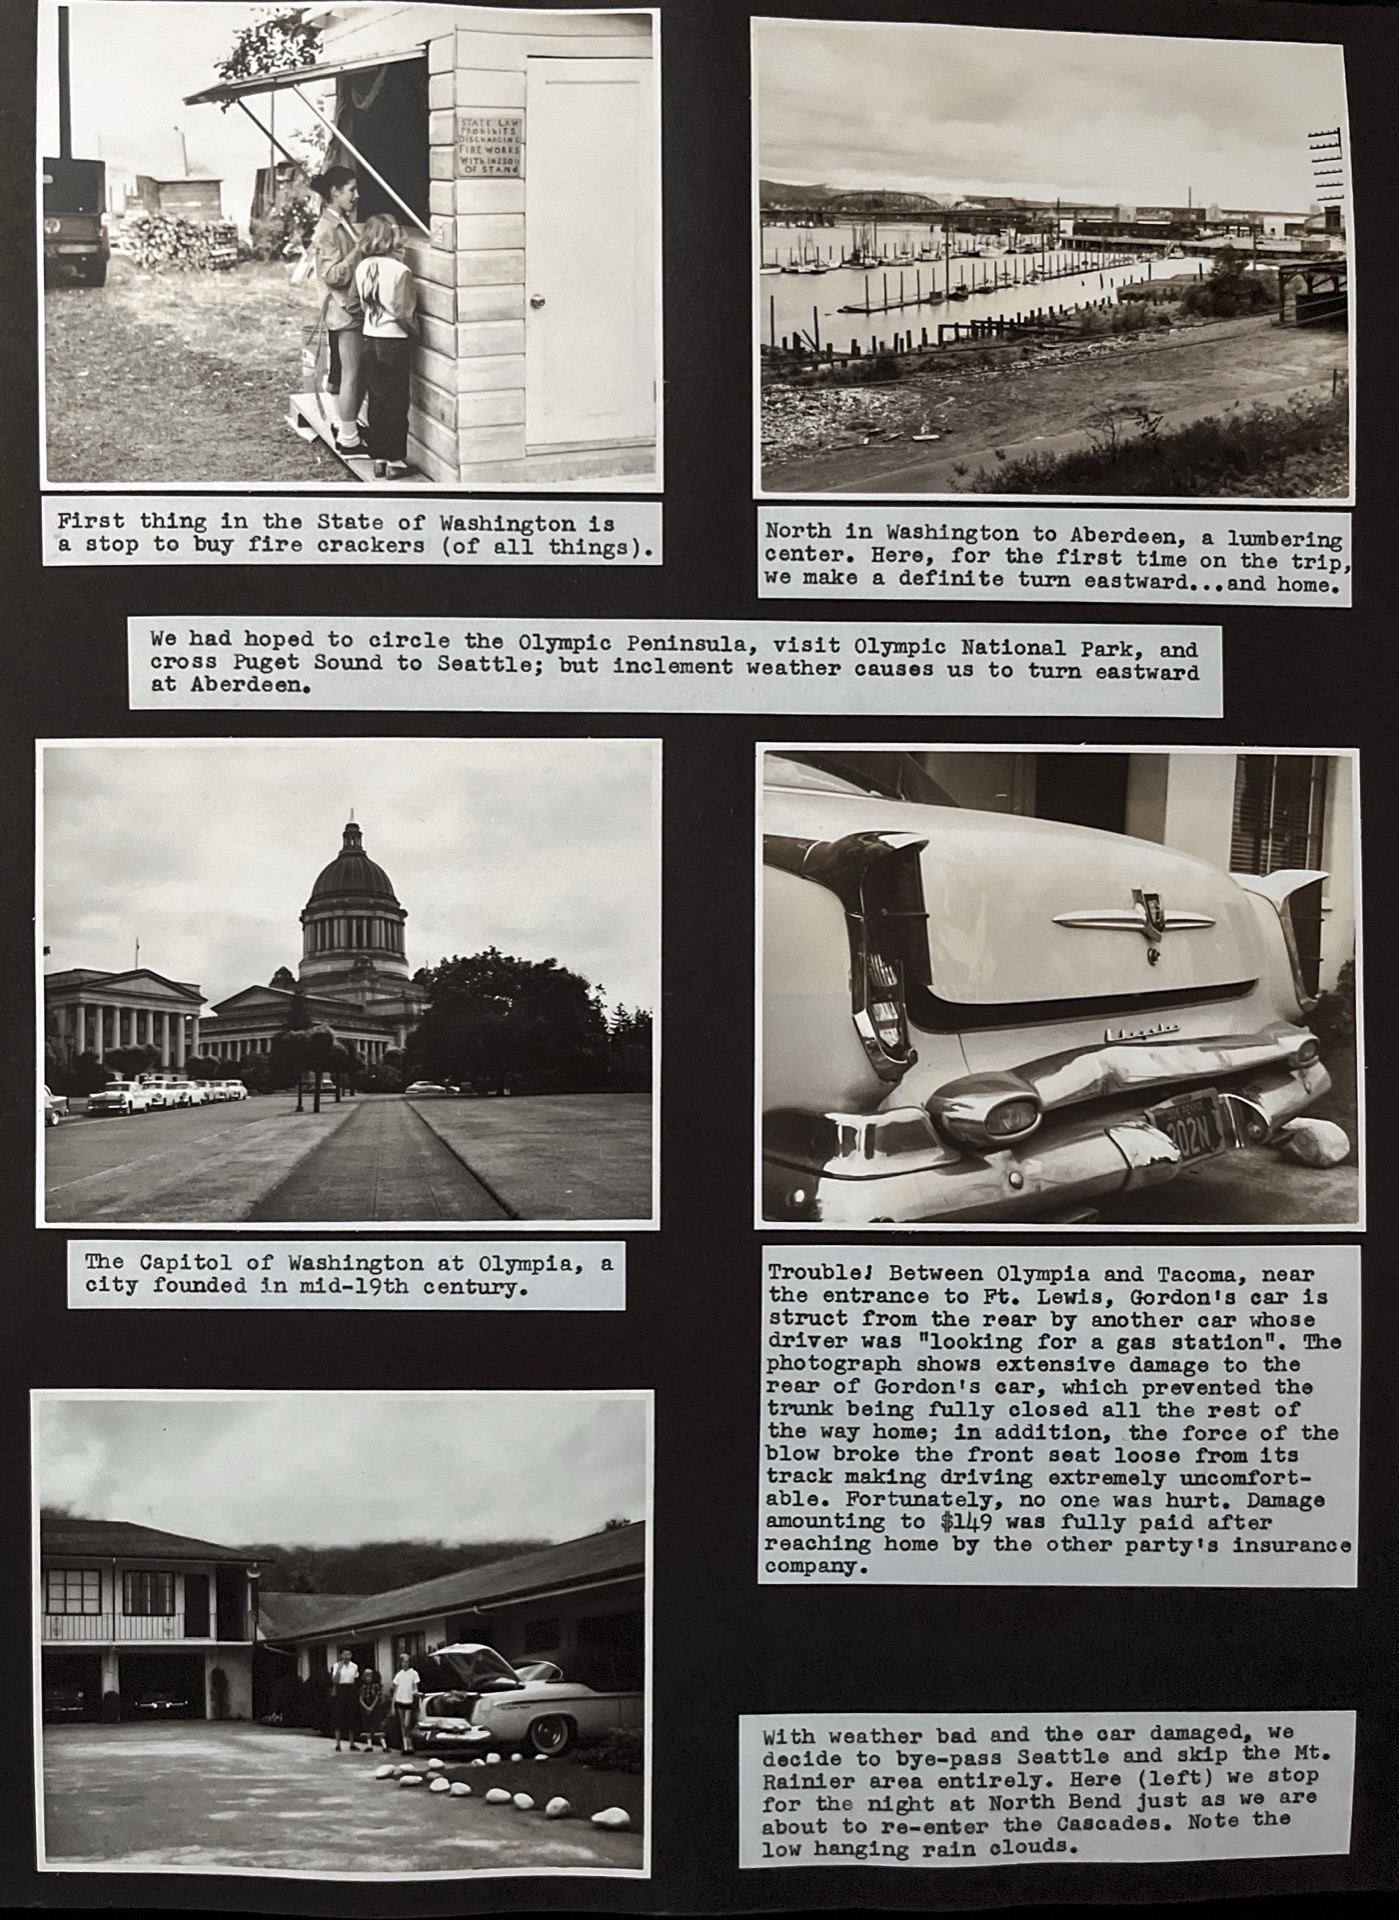 STATE LAW
PROHIBITS
DISCHARGING
FIRE WORKS
WITHIN 250 ft
OF STAND
First thing in the State of Washington is
a stop to buy fire crackers (of all things).
North in Washington to Aberdeen, a lumbering
center. Here, for the first time on the trip,
we make a definite turn eastward...and home.
We had hoped to circle the Olympic Peninsula, visit Olympic National Park, and
cross Puget Sound to Seattle; but inclement weather causes us to turn eastward
at Aberdeen.
202N
The Capitol of Washington at Olympia, a
city founded in mid-19th century.
Trouble! Between Olympia and Tacoma, near
the entrance to Ft. Lewis, Gordon's car is
struct from the rear by another car whose
driver was "looking for a gas station". The
photograph shows extensive damage to the
rear of Gordon's car, which prevented the
trunk being fully closed all the rest of
the way home; in addition, the force of the
blow broke the front seat loose from its
track making driving extremely uncomfort-
able. Fortunately, no one was hurt. Damage
amounting to $149 was fully paid after
reaching home by the other party's insurance
company.
With weather bad and the car damaged, we
decide to bye-pass Seattle and skip the Mt.
Rainier area entirely. Here (left) we stop
for the night at North Bend just as we are
about to re-enter the Cascades. Note the
low hanging rain clouds.